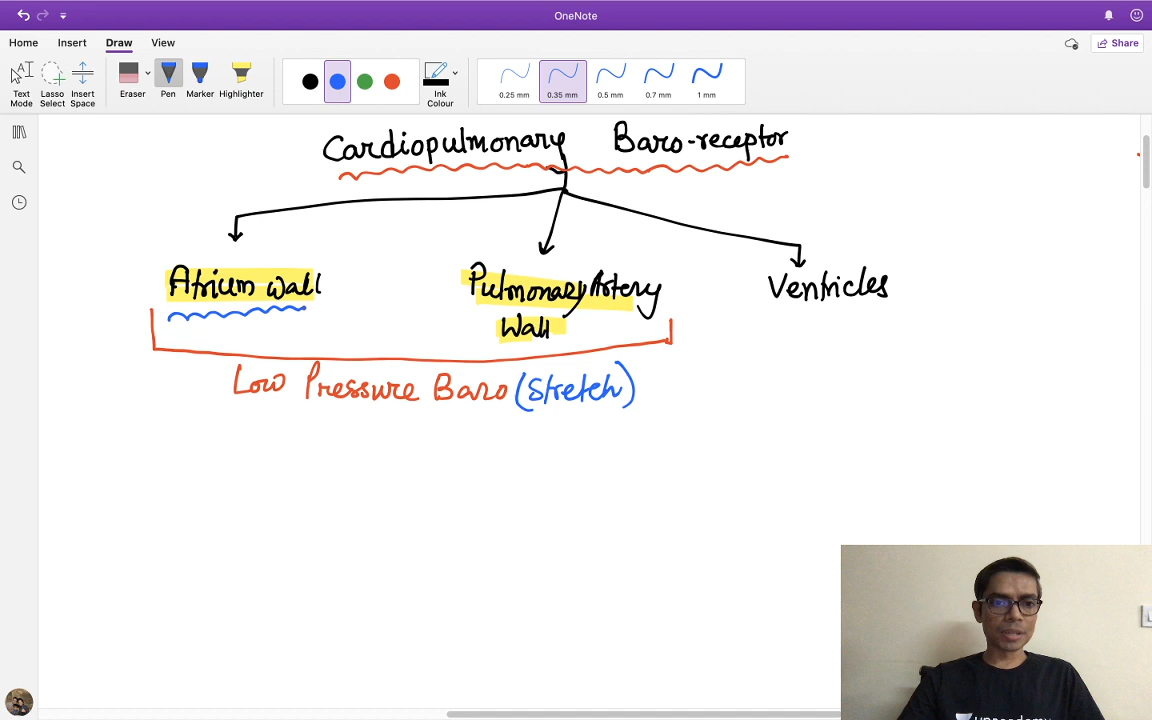 OneNote
Home Insert Draw View
Share
Text Mode
Lasso Select
Insert Space
Eraser
Pen
Marker
Highlighter
Ink Colour
0.25 mm
0.35 mm
0.5 mm
0.7 mm
1 mm
Cardiopulmonary Baro-receptor
Atrium wall
Pulmonary Artery
Wall
Ventricles
Low Pressure Baro (Stretch)